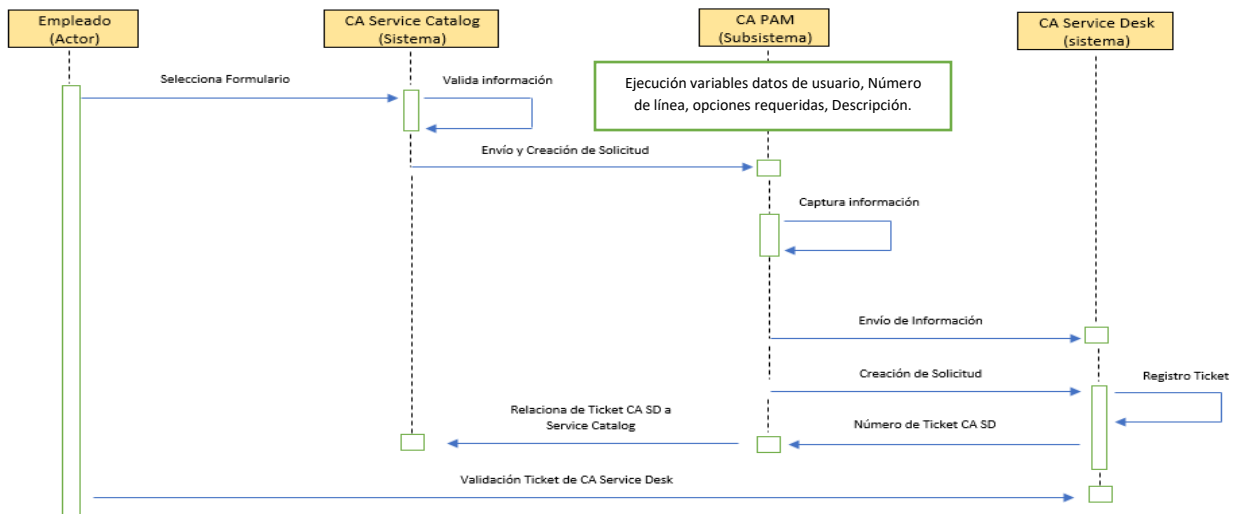 Empleado
(Actor)
CA Service Catalog
(Sistema)
CA PAM
(Subsistema)
CA Service Desk
(sistema)
Selecciona Formulario
Valida información
Ejecución variables datos de usuario, Número
de línea, opciones requeridas, Descripción.
Envío y Creación de Solicitud
Captura información
Envío de Información
Creación de Solicitud
Registro Ticket
Relaciona de Ticket CA SD a
Service Catalog
Número de Ticket CA SD
Validación Ticket de CA Service Desk